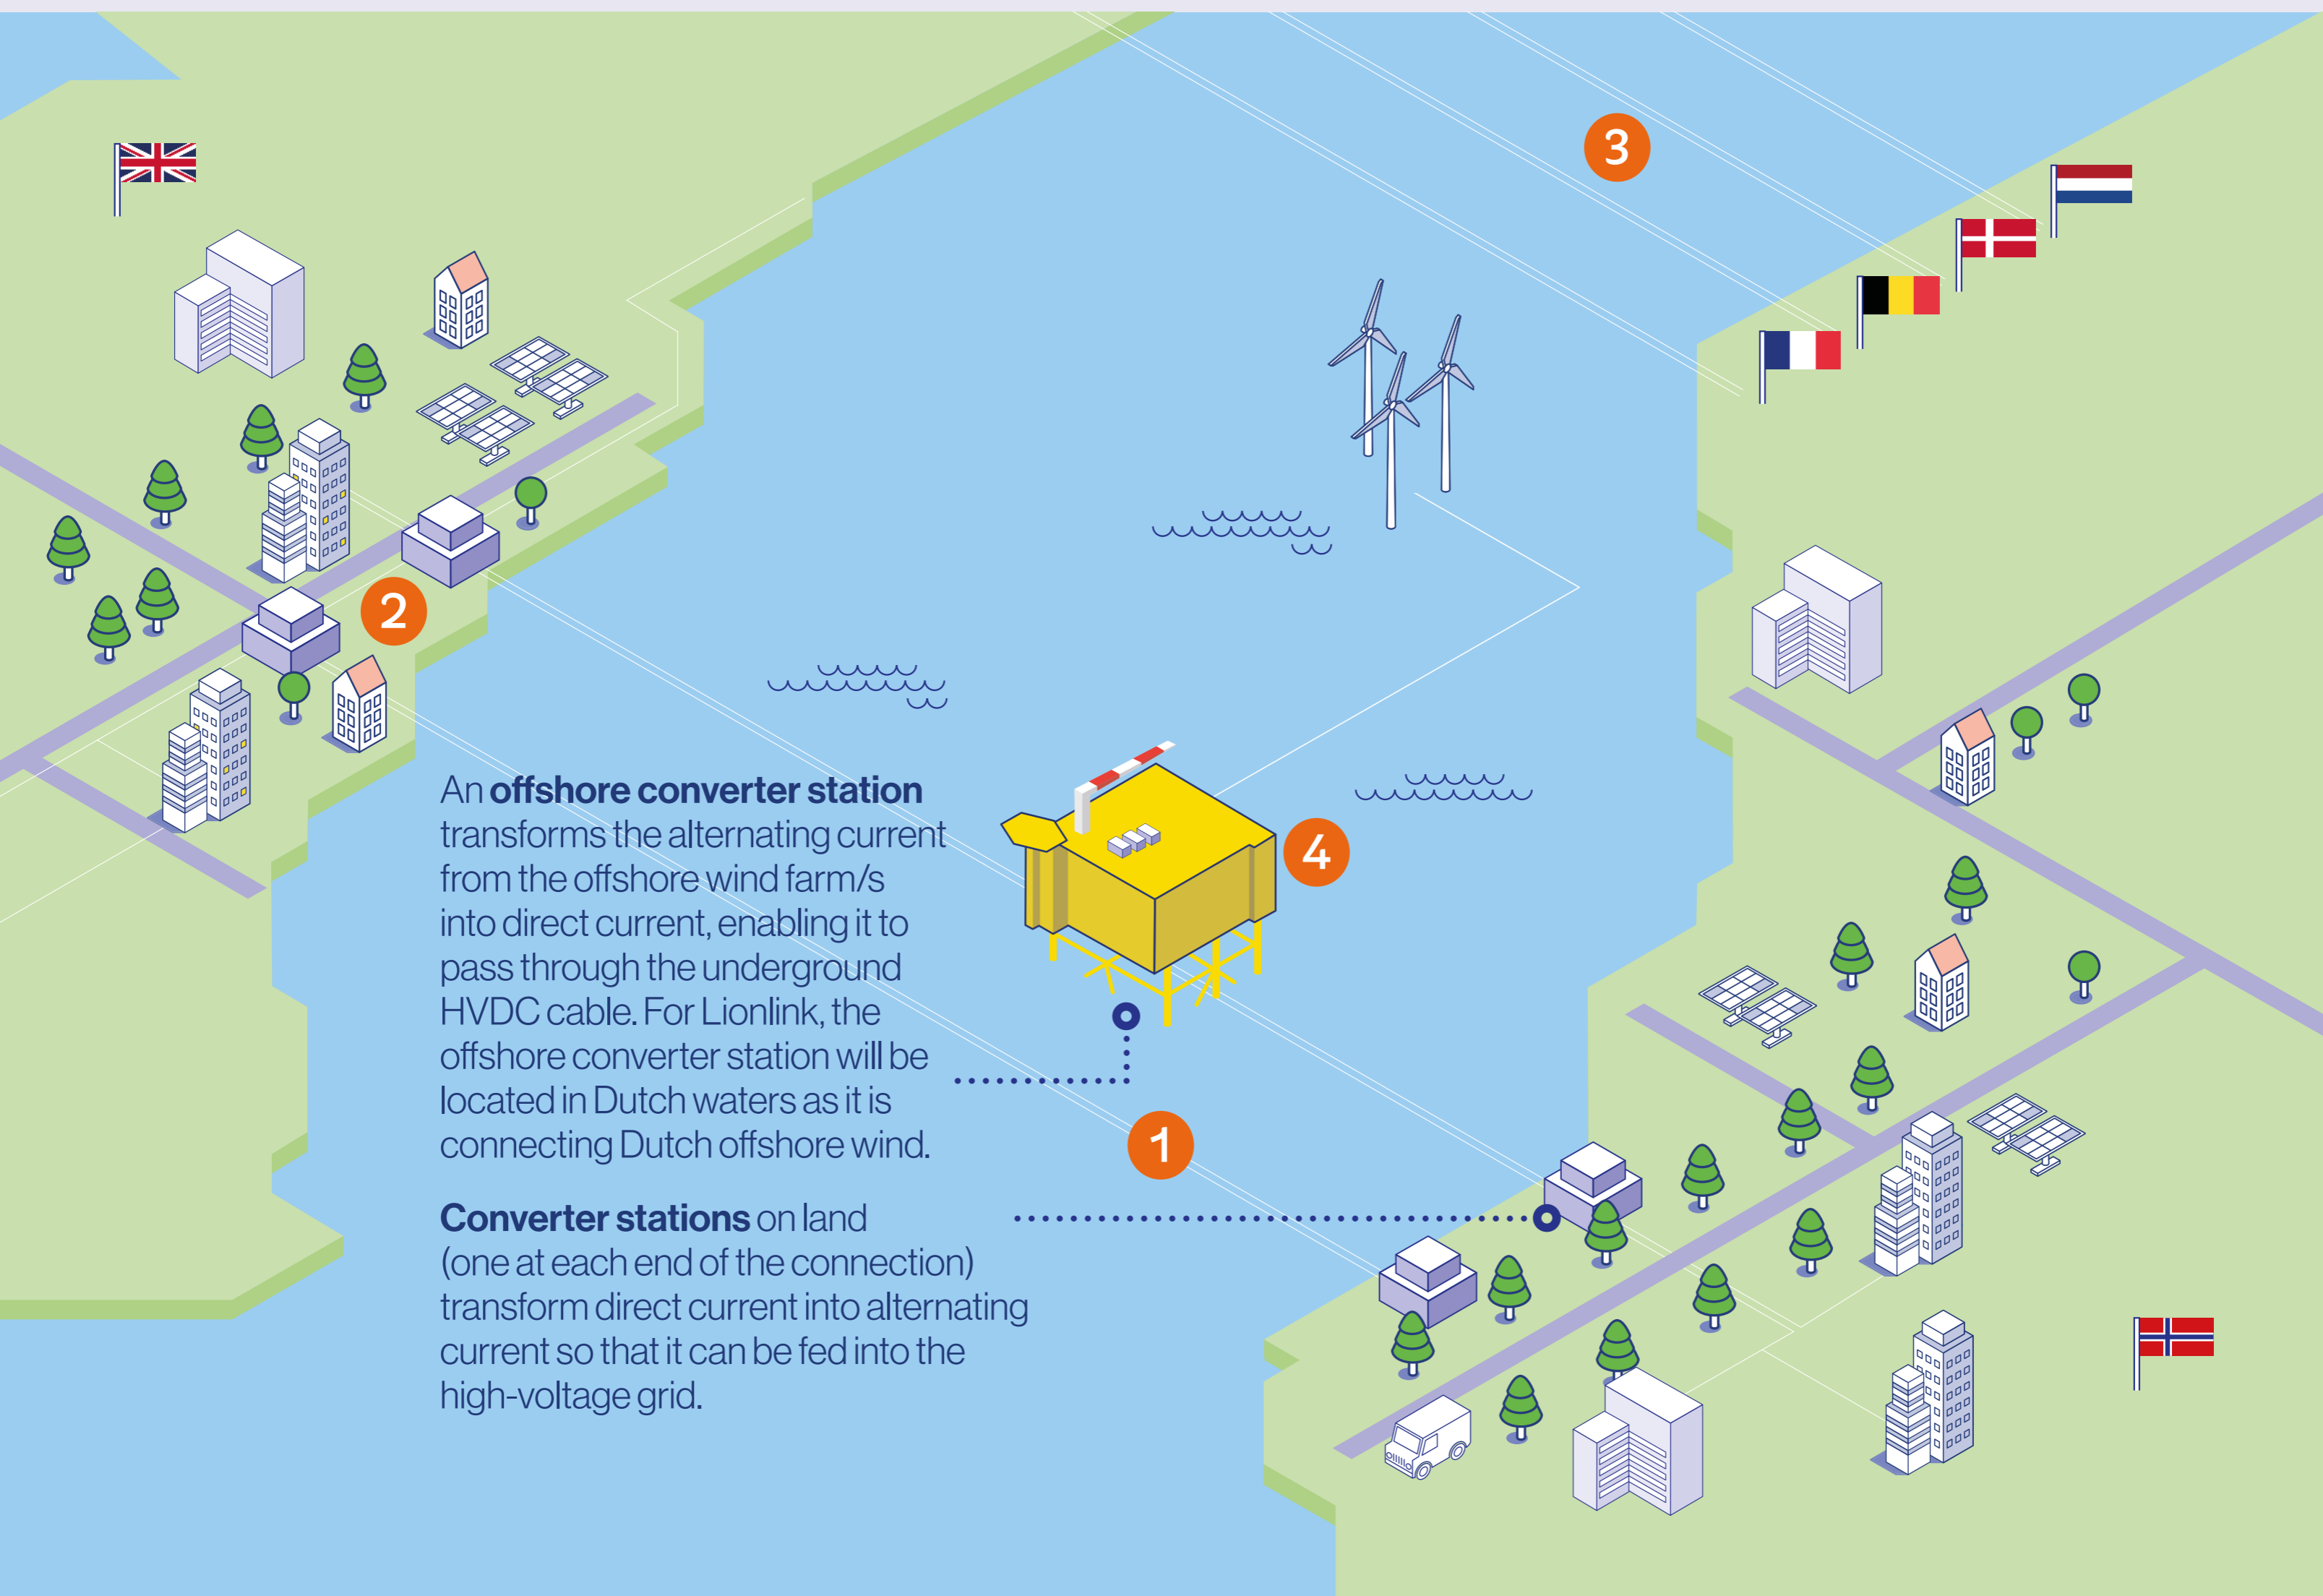 3
2
An offshore converter station
transforms the alternating current
from the offshore wind farm/s
into direct current, enabling it to
pass through the underground
HVDC cable. For Lionlink, the
offshore converter station will be
located in Dutch waters as it is
connecting Dutch offshore wind.
4
1
Converter stations on land
(one at each end of the connection)
transform direct current into alternating
current so that it can be fed into the
high-voltage grid.